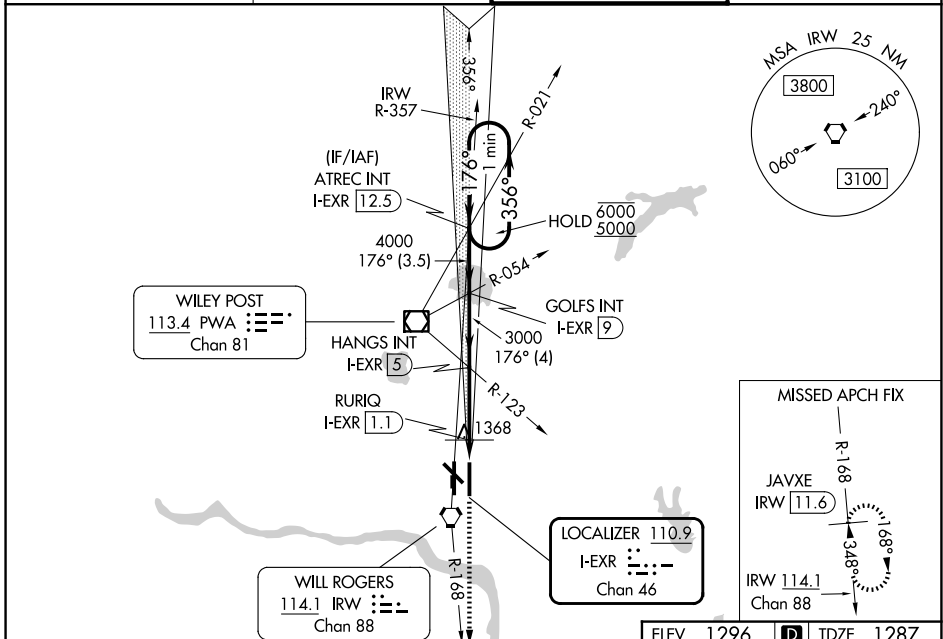 MSA IRW 25 NM
3800
240°
060°
3100
356°
IRW
R-357
R-021
1 min
176°
356°
(IF/IAF)
ATREC INT
I-EXR 12.5
HOLD 6000
5000
4000
176° (3.5)
R-054
WILEY POST
113.4 PWA
Chan 81
GOLFS INT
I-EXR 9
3000
176° (4)
HANGS INT
I-EXR 5
R-123
RURIQ
I-EXR 1.1
1368
MISSED APCH FIX
R-168
JAVXE
IRW 11.6
168°
348°
IRW 114.1
Chan 88
LOCALIZER 110.9
I-EXR
Chan 46
WILL ROGERS
114.1 IRW
Chan 88
R-168
ELEV 1296 D TDZE 1287